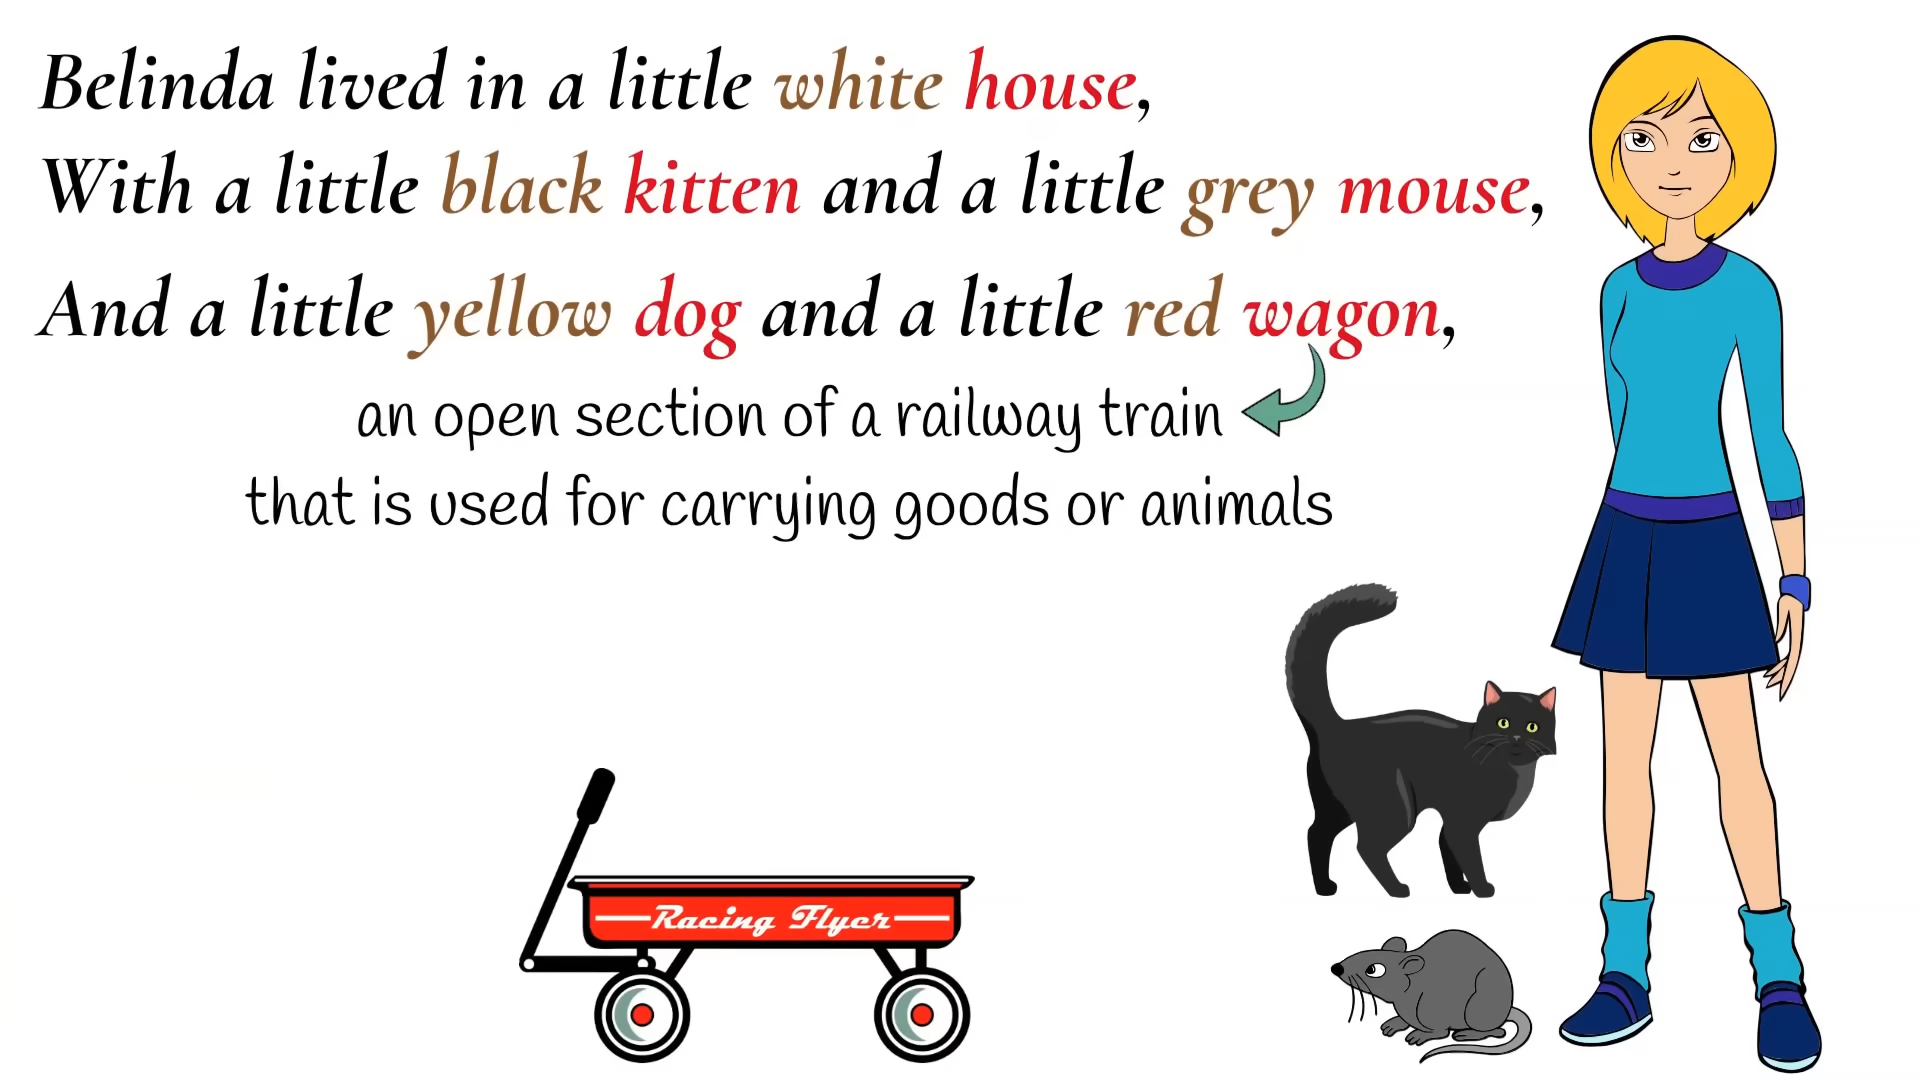 Belinda lived in a little white house,
With a little black kitten and a little grey mouse,
And a little yellow dog and a little red wagon,
an open section of a railway train
that is used for carrying goods or animals
Racing Flyer